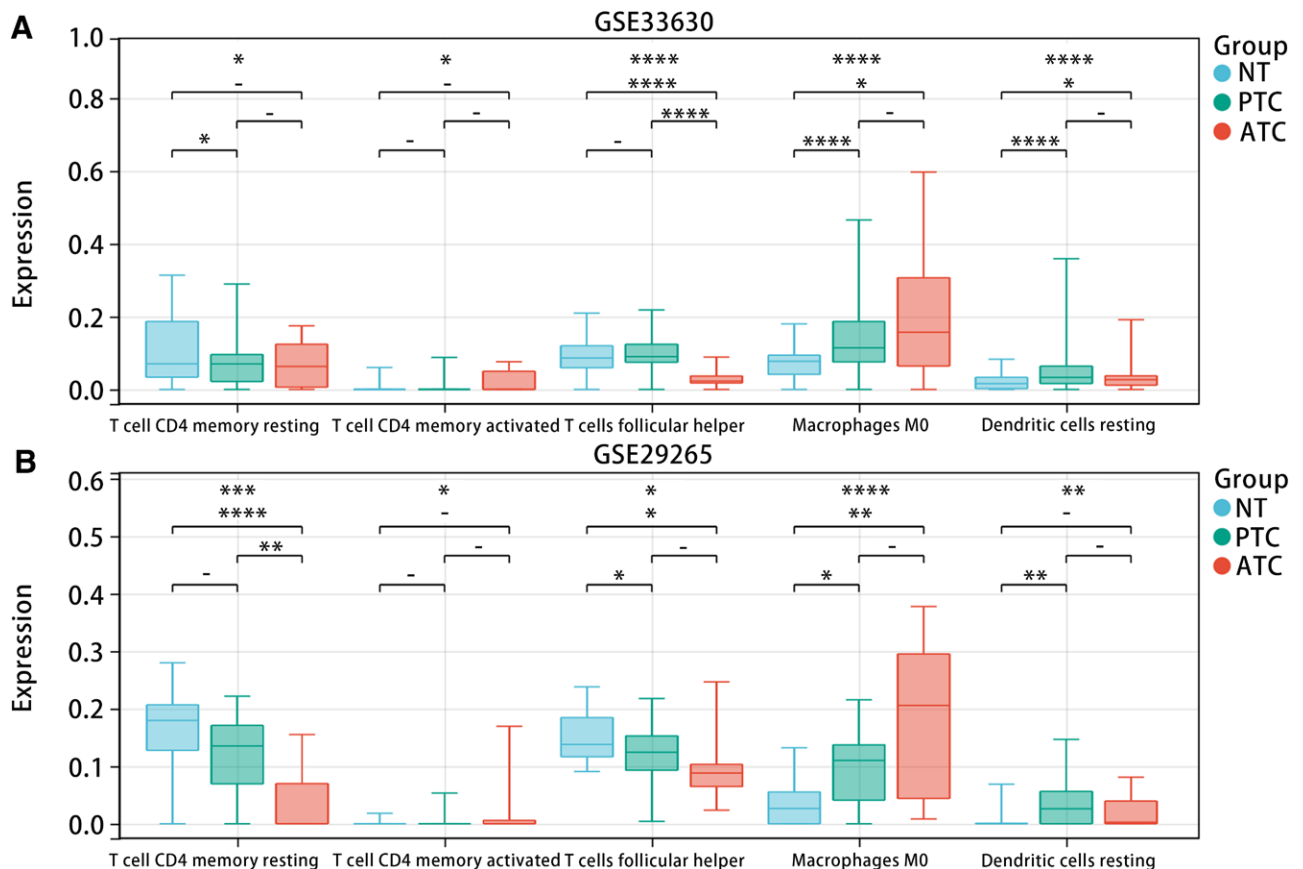 A
GSE33630
Expression
1.0
0.8
0.6
0.4
0.2
0.0
* * **** **** ****
- - **** * *
- - **** - -
* - - **** ****
T cell CD4 memory resting T cell CD4 memory activated T cells follicular helper Macrophages M0 Dendritic cells resting
Group
NT
PTC
ATC
B
GSE29265
Expression
0.6
0.5
0.4
0.3
0.2
0.1
0.0
*** * * **** **
**** - * ** -
** - - - -
- - * * **
T cell CD4 memory resting T cell CD4 memory activated T cells follicular helper Macrophages M0 Dendritic cells resting
Group
NT
PTC
ATC